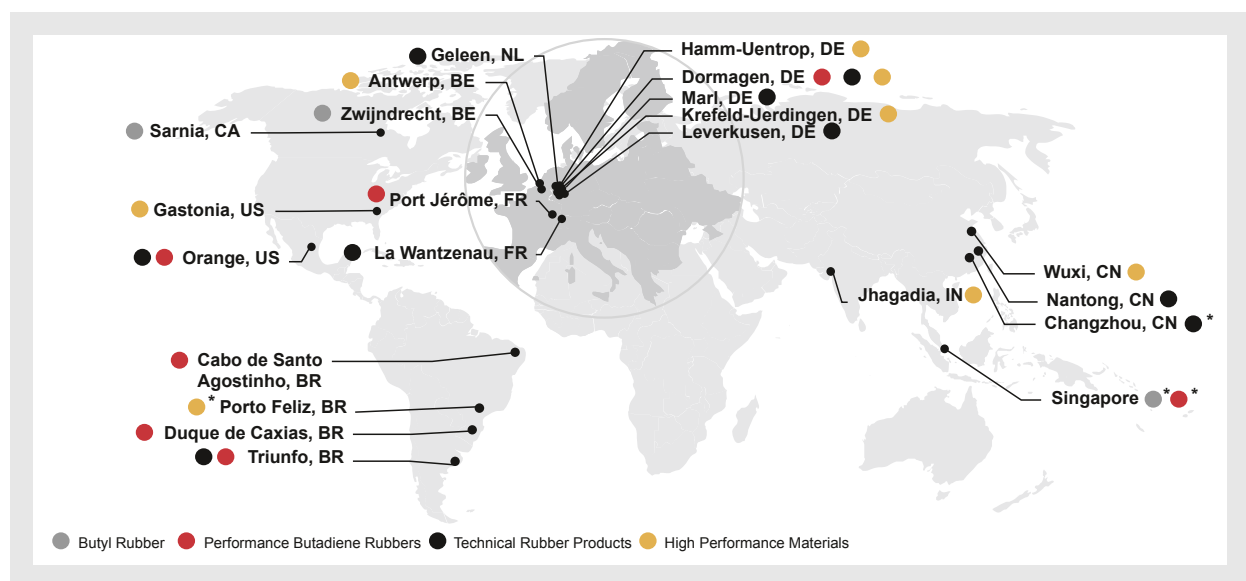 Geleen, NL
Antwerp, BE
Zwijndrecht, BE
Sarnia, CA
Hamm-Uentrop, DE
Dormagen, DE
Marl, DE
Krefeld-Uerdingen, DE
Leverkusen, DE
Port Jérôme, FR
Gastonia, US
Orange, US
La Wantzenau, FR
Wuxi, CN
Jhagadia, IN
Nantong, CN
Changzhou, CN *
Cabo de Santo
Agostinho, BR
* Porto Feliz, BR
Duque de Caxias, BR
Triunfo, BR
Singapore * *
Butyl Rubber Performance Butadiene Rubbers Technical Rubber Products High Performance Materials